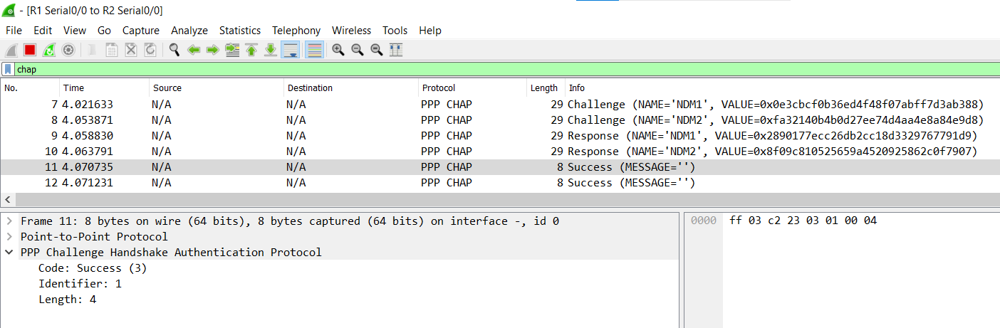 - [R1 Serial0/0 to R2 Serial0/0]
File Edit View Go Capture Analyze Statistics Telephony Wireless Tools Help
chap
No. Time Source Destination Protocol Length Info
7 4.021633 N/A N/A PPP CHAP 29 Challenge (NAME='NDM1', VALUE=0x0e3cbcf0b36ed4f48f07abff7d3ab388)
8 4.053871 N/A N/A PPP CHAP 29 Challenge (NAME='NDM2', VALUE=0xfa32140b4b0d27ee74d4aa4e8a84e9d8)
9 4.058830 N/A N/A PPP CHAP 29 Response (NAME='NDM1', VALUE=0x2890177ecc26db2cc18d3329767791d9)
10 4.063791 N/A N/A PPP CHAP 29 Response (NAME='NDM2', VALUE=0x8f09c810525659a4520925862c0f7907)
11 4.070735 N/A N/A PPP CHAP 8 Success (MESSAGE='')
12 4.071231 N/A N/A PPP CHAP 8 Success (MESSAGE='')
Frame 11: 8 bytes on wire (64 bits), 8 bytes captured (64 bits) on interface -, id 0
Point-to-Point Protocol
PPP Challenge Handshake Authentication Protocol
Code: Success (3)
Identifier: 1
Length: 4
0000 ff 03 c2 23 03 01 00 04